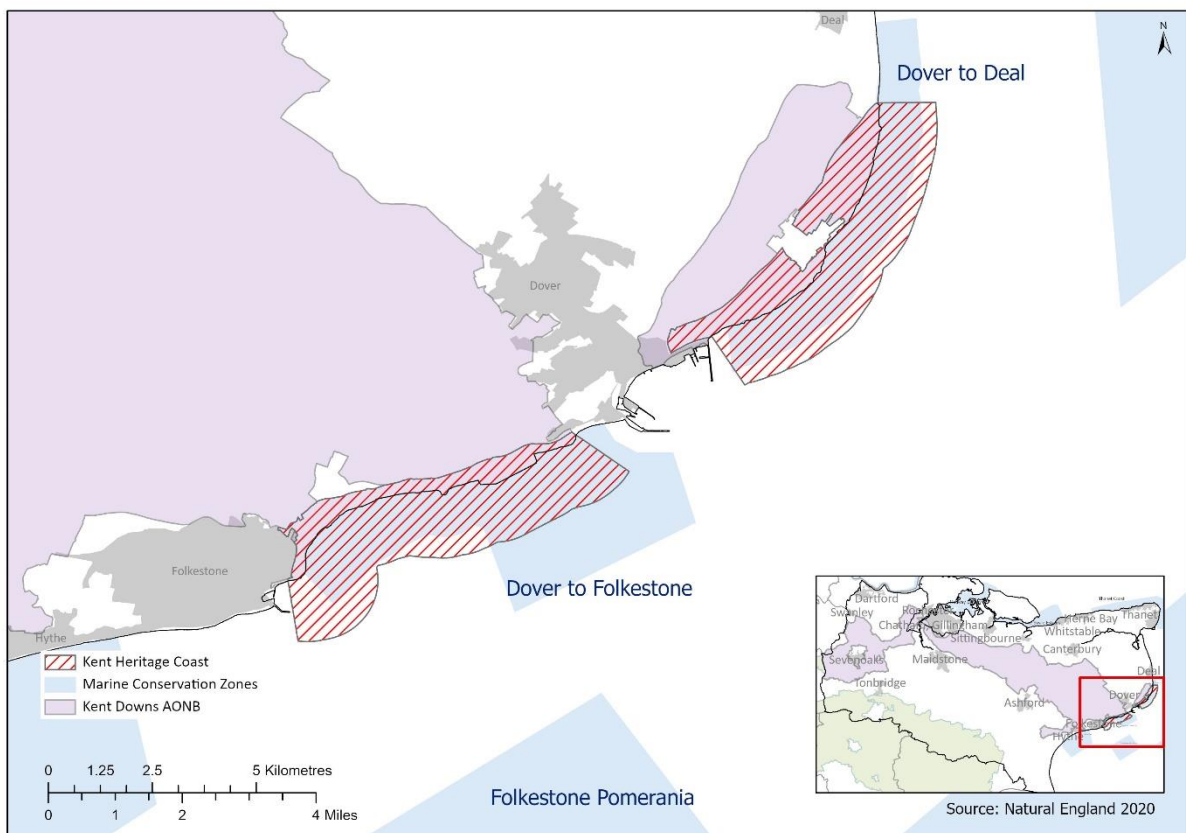 Deal
N
Dover to Deal
Dover
Folkestone
Dover to Folkestone
Hythe
Kent Heritage Coast
Marine Conservation Zones
Kent Downs AONB
0 1.25 2.5 5 Kilometres
0 1 2 4 Miles
Folkestone Pomerania
Dartford
Swanley
Gillingham
Sittingbourne
Herne Bay
Thanet
Whitstable
Canterbury
Sevenoaks
Maidstone
Deal
Tonbridge
Ashford
Dover
Folkestone
Hythe
Source: Natural England 2020